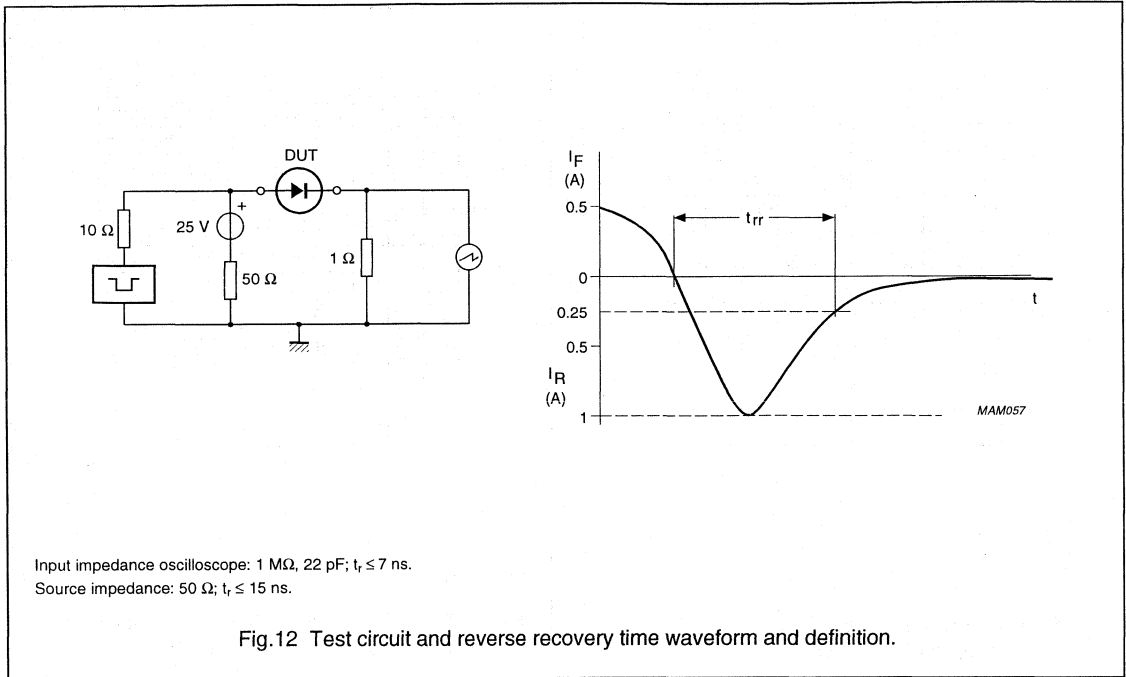 DUT
+
10 Ω
25 V
50 Ω
1 Ω
I_F
(A)
0.5
t_rr
0
t
0.25
0.5
I_R
(A)
1
MAM057
Input impedance oscilloscope: 1 MΩ, 22 pF; t_r ≤ 7 ns.
Source impedance: 50 Ω; t_r ≤ 15 ns.
Fig.12 Test circuit and reverse recovery time waveform and definition.